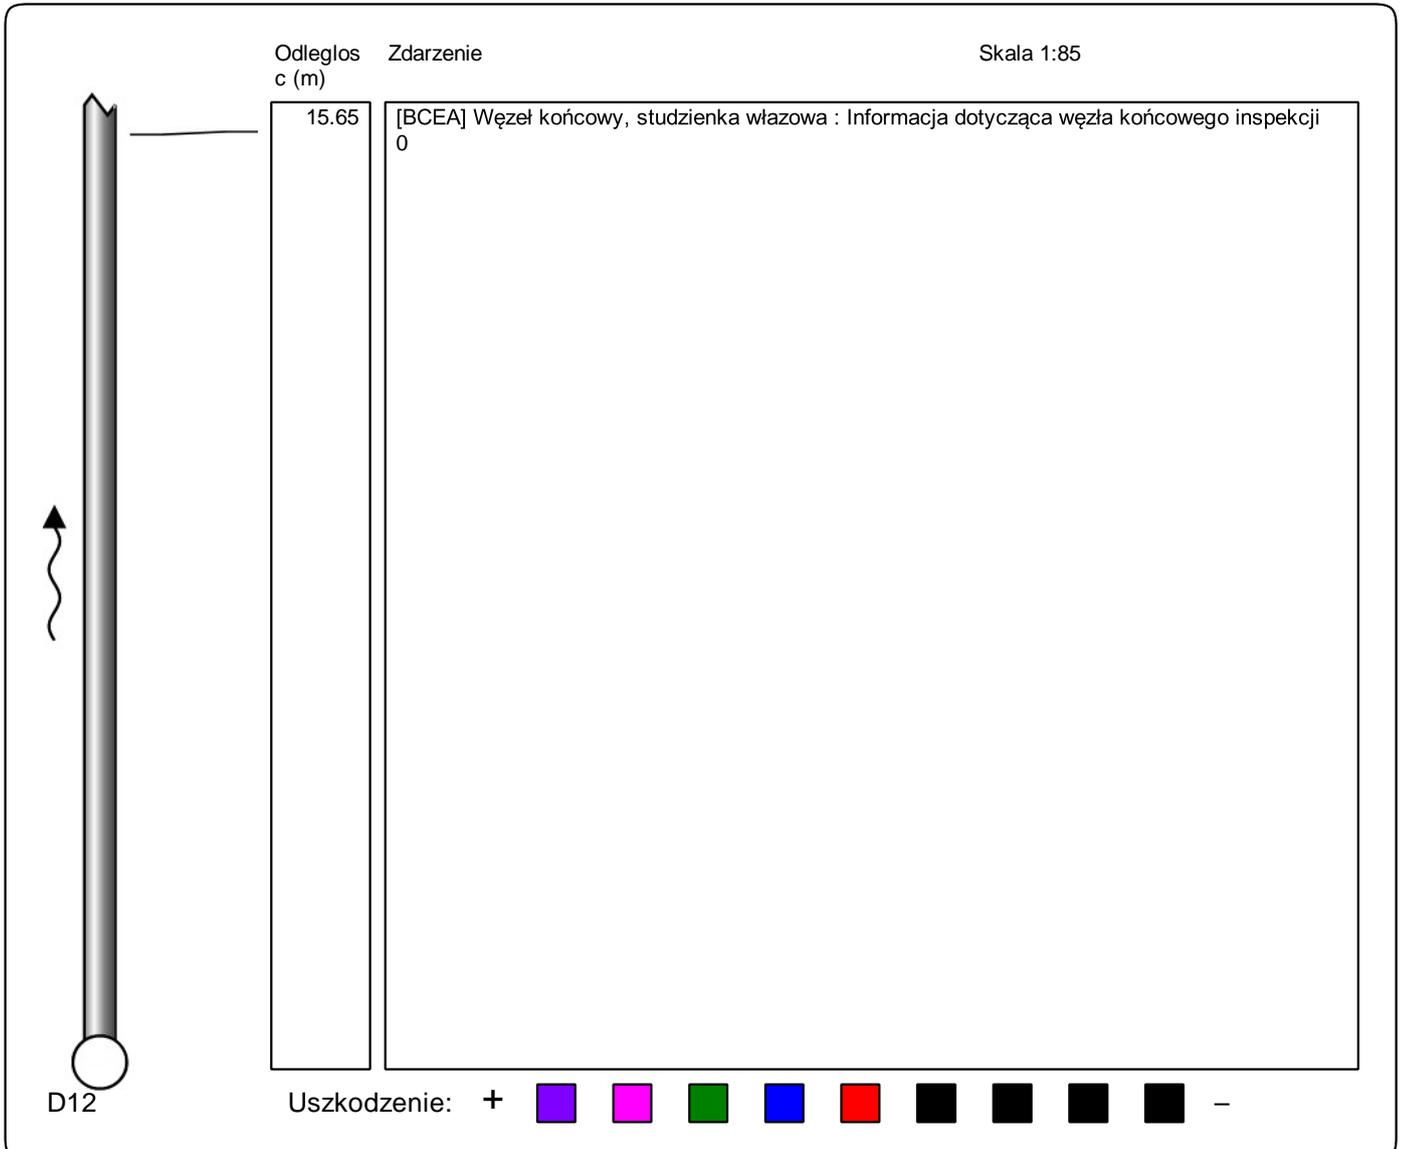 Odleglos Zdarzenie Skala 1:85
c (m)
15.65 [BCEA] Węzeł końcowy, studzienka włazowa : Informacja dotycząca węzła końcowego inspekcji
0
D12 Uszkodzenie: + –